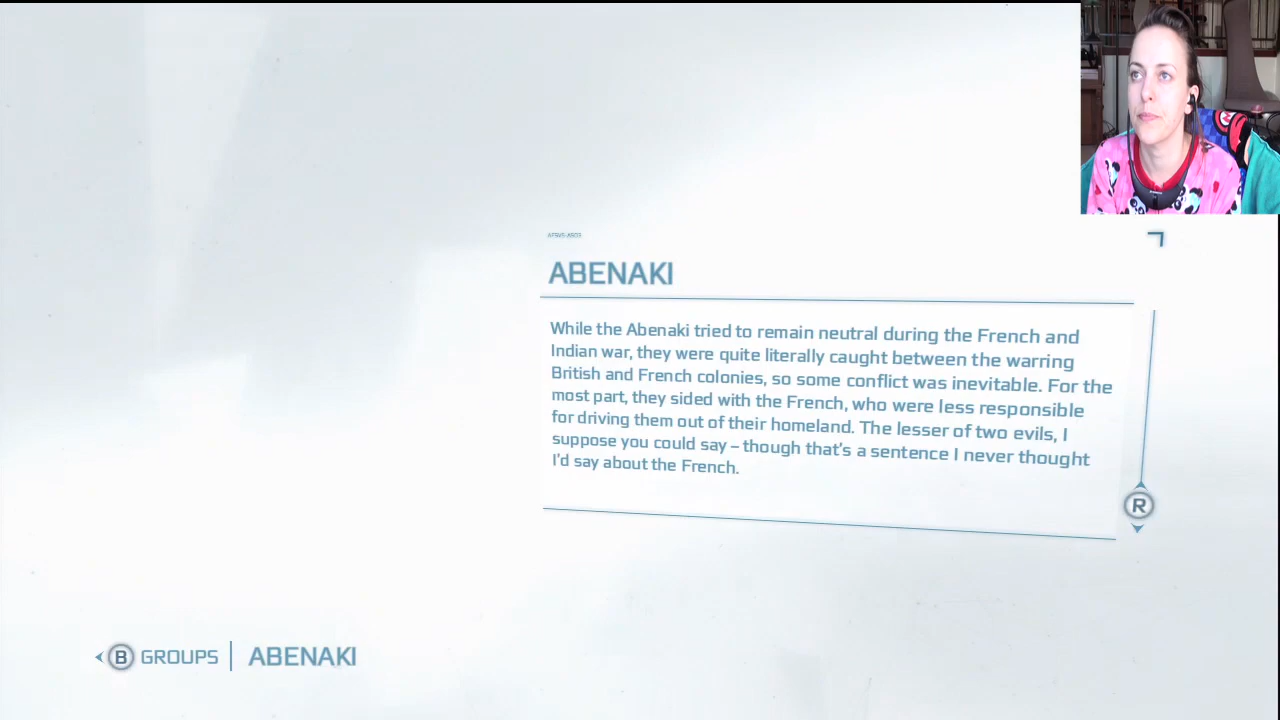 ABENAKI
While the Abenaki tried to remain neutral during the French and
Indian war, they were quite literally caught between the warring
British and French colonies, so some conflict was inevitable. For the
most part, they sided with the French, who were less responsible
for driving them out of their homeland. The lesser of two evils, I
suppose you could say – though that's a sentence I never thought
I'd say about the French.
R
B GROUPS | ABENAKI